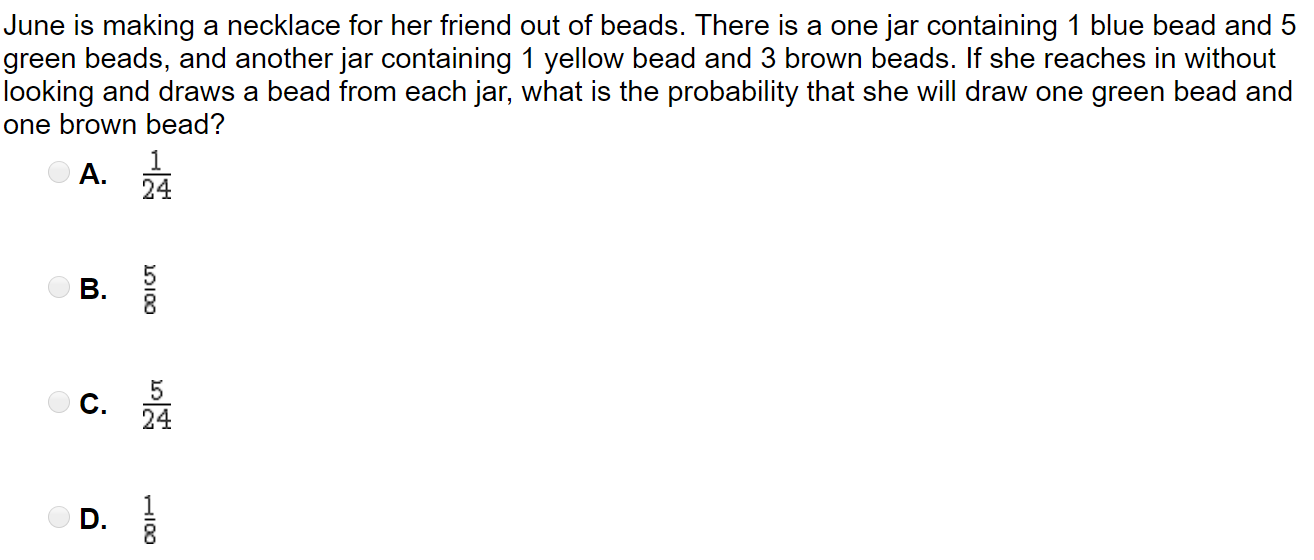 June is making a necklace for her friend out of beads. There is a one jar containing 1 blue bead and 5
green beads, and another jar containing 1 yellow bead and 3 brown beads. If she reaches in without
looking and draws a bead from each jar, what is the probability that she will draw one green bead and
one brown bead?
A. 1/24
B. 5/8
C. 5/24
D. 1/8